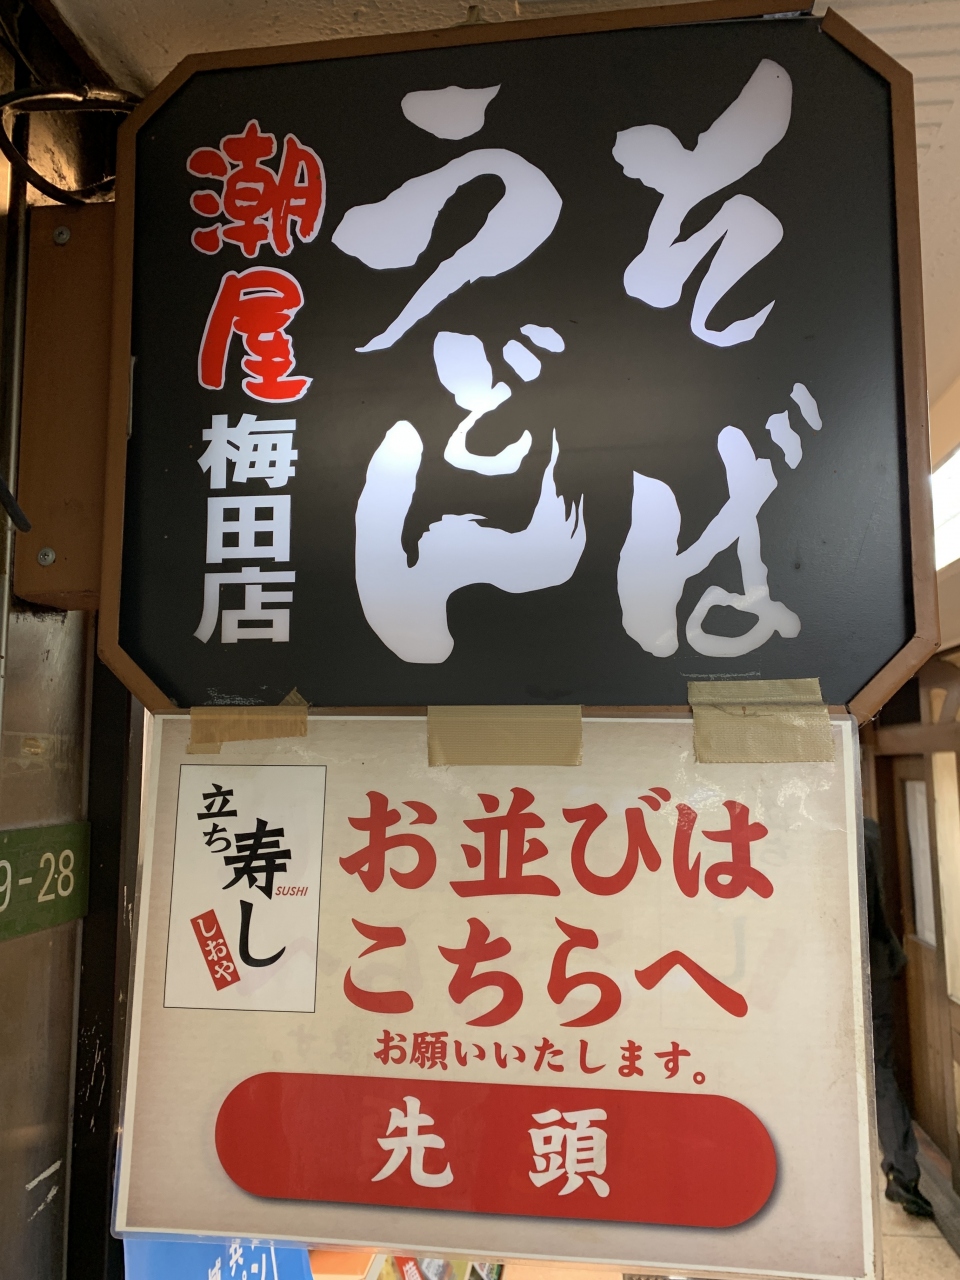 そば
うどん
潮屋
梅田店
立ち
寿し
SUSHI
しおや
お並びは
こちらへ
お願いいたします。
先頭
9-28